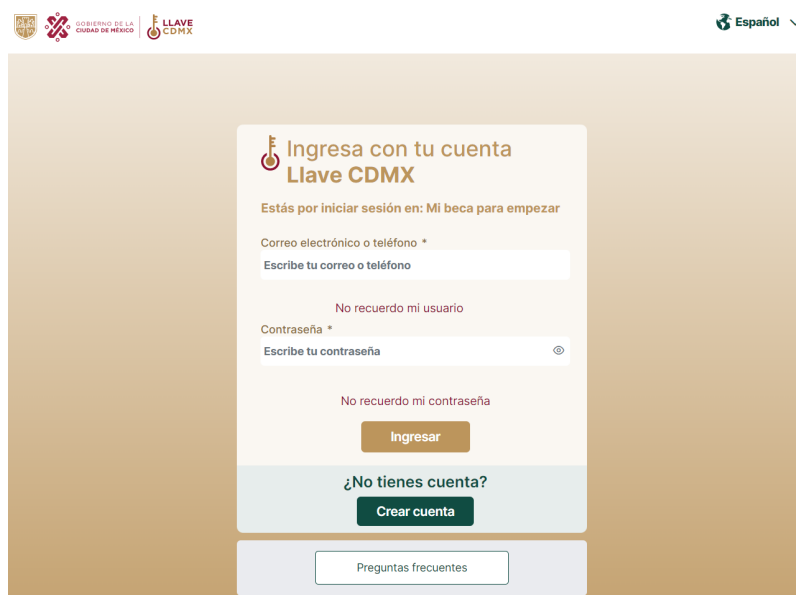 GOBIERNO DE LA
CIUDAD DE MÉXICO
LLAVE
CDMX
Español
Ingresa con tu cuenta
Llave CDMX
Estás por iniciar sesión en: Mi beca para empezar
Correo electrónico o teléfono *
Escribe tu correo o teléfono
No recuerdo mi usuario
Contraseña *
Escribe tu contraseña
No recuerdo mi contraseña
Ingresar
¿No tienes cuenta?
Crear cuenta
Preguntas frecuentes